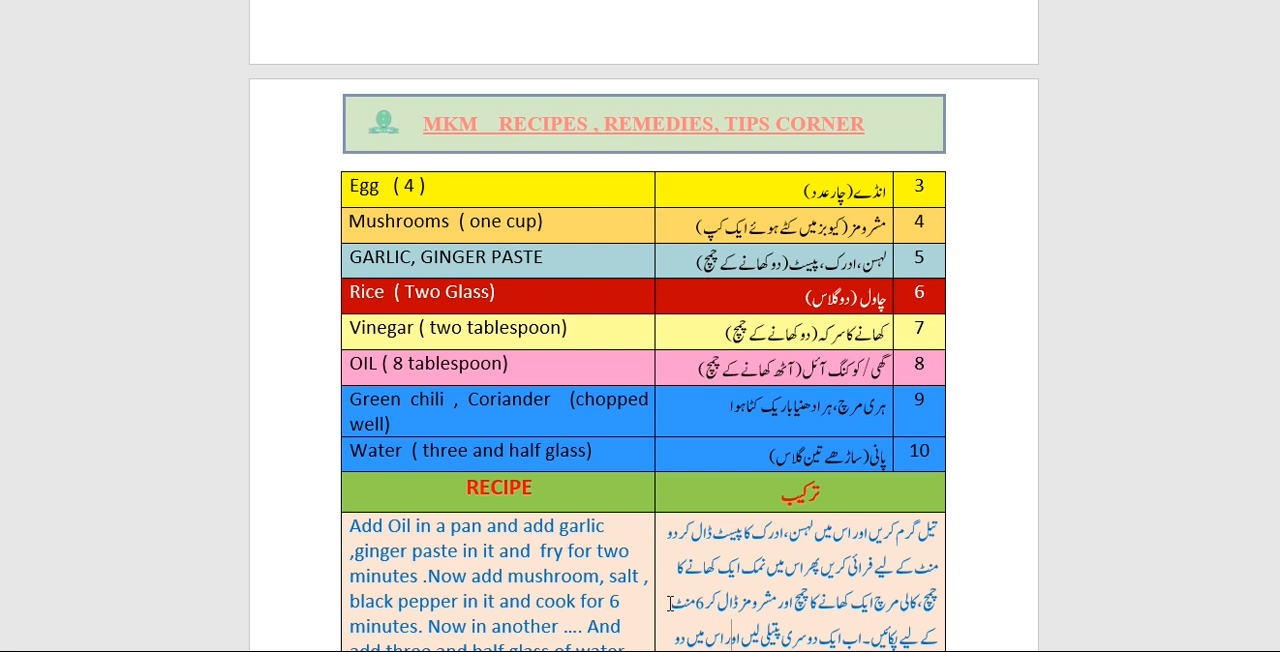 MKM RECIPES , REMEDIES, TIPS CORNER
Egg ( 4 ) انڈے(چار عدد) 3
Mushrooms ( one cup) مشرومز (کیوبز میں کٹے ہوئے ایک کپ) 4
GARLIC, GINGER PASTE لہسن،ادرک،پیسٹ(دو کھانے کے چمچ) 5
Rice ( Two Glass) چاول (دو گلاس) 6
Vinegar ( two tablespoon) کھانے کا سرکہ (دو کھانے کے چمچ) 7
OIL ( 8 tablespoon) گھی/کوکنگ آئل(آٹھ کھانے کے چمچ) 8
Green chili , Coriander (chopped
well) ہری مرچ،ہرا دھنیا باریک کٹا ہوا 9
Water ( three and half glass) پانی(ساڑھے تین گلاس) 10
RECIPE ترکیب
Add Oil in a pan and add garlic
,ginger paste in it and fry for two
minutes .Now add mushroom, salt ,
black pepper in it and cook for 6
minutes. Now in another .... And
add three and half glass of water
تیل گرم کریں اور اس میں لہسن،ادرک کا پیسٹ ڈال کر دو
منٹ کے لیے فرائی کریں پھر اس میں نمک ایک کھانے کا
چمچ،کالی مرچ ایک کھانے کا چمچ اور مشرومز ڈال کر 6 منٹ
کے لیے پکائیں۔اب ایک دوسری پتیلی لیں اور اس میں دو